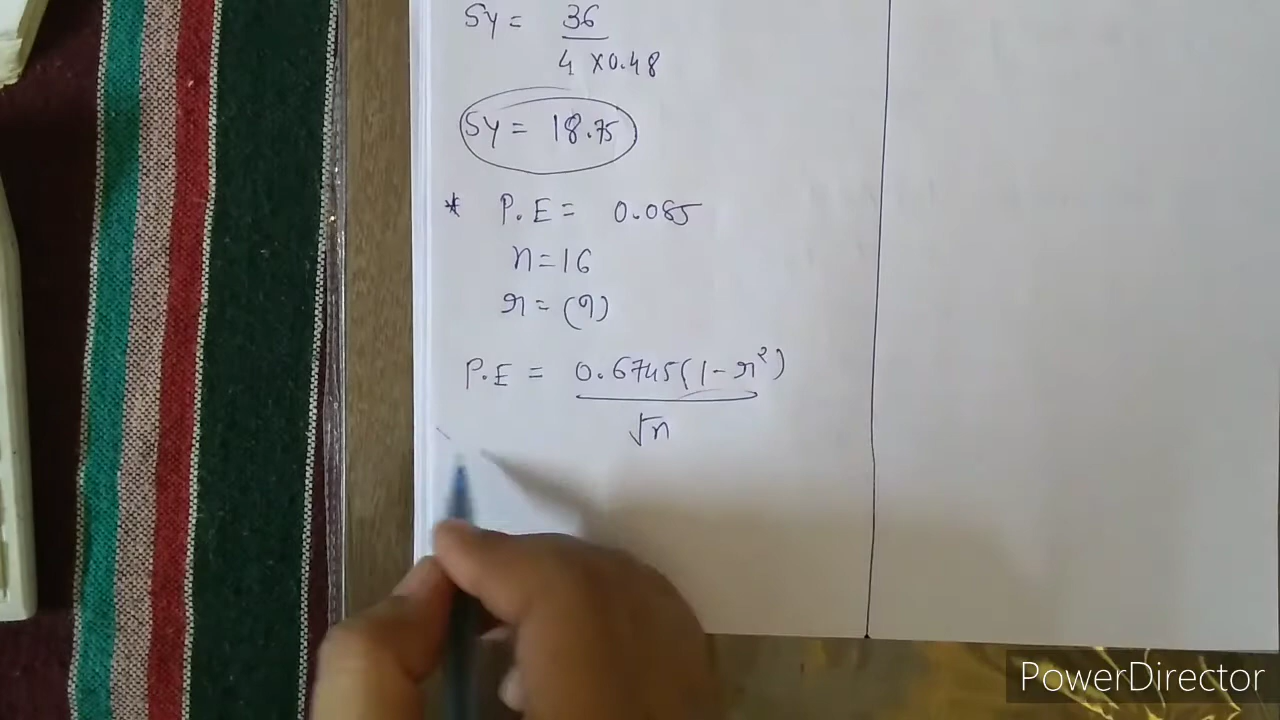 Sy = 36
4 × 0.48
Sy = 18.75
* P.E = 0.085
n = 16
r = (?)
P.E = 0.6745(1 - r²)
√n
PowerDirector